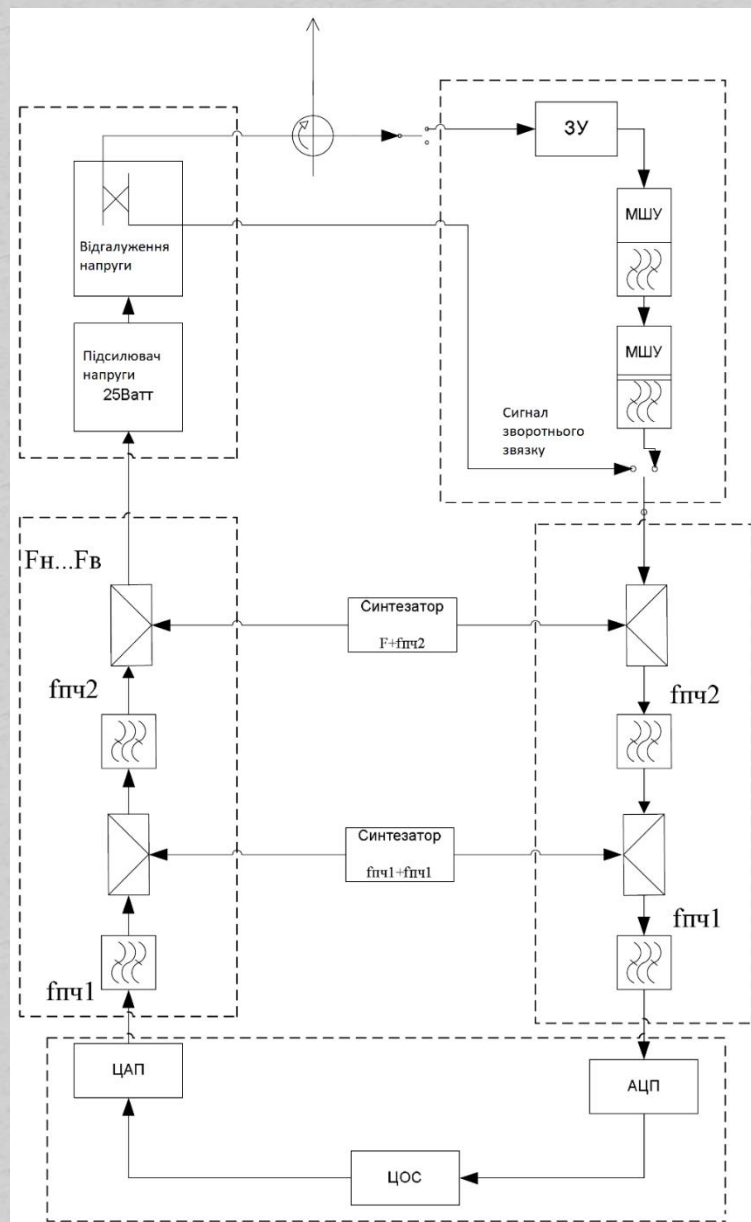 ЗУ
МШУ
Відгалуження
напруги
МШУ
Підсилювач
напруги
25Ватт
Сигнал
зворотнього
звязку
Fн...Fв
Синтезатор
F+fпч2
fпч2
fпч2
Синтезатор
fпч1+fпч1
fпч1
fпч1
ЦАП
АЦП
ЦОС